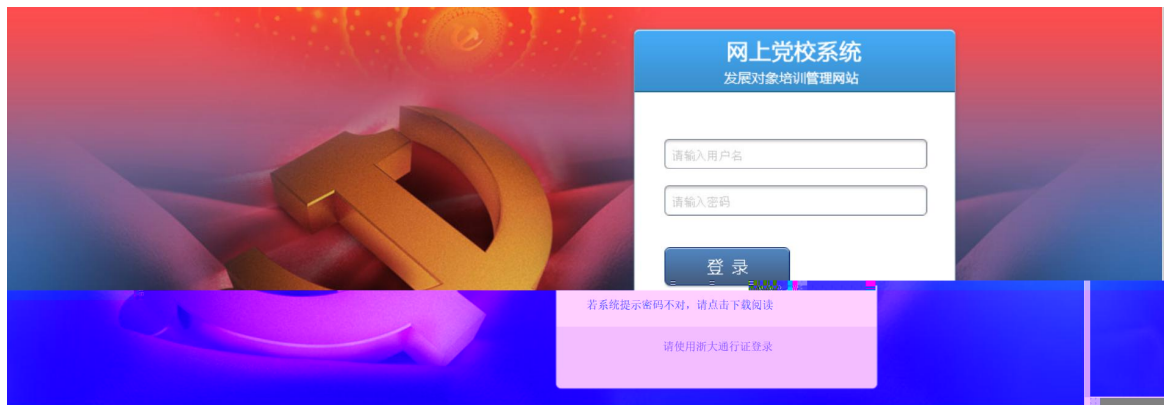 网上党校系统
发展对象培训管理网站
请输入用户名
请输入密码
登 录
若系统提示密码不对，请点击下载阅读
请使用浙大通行证登录